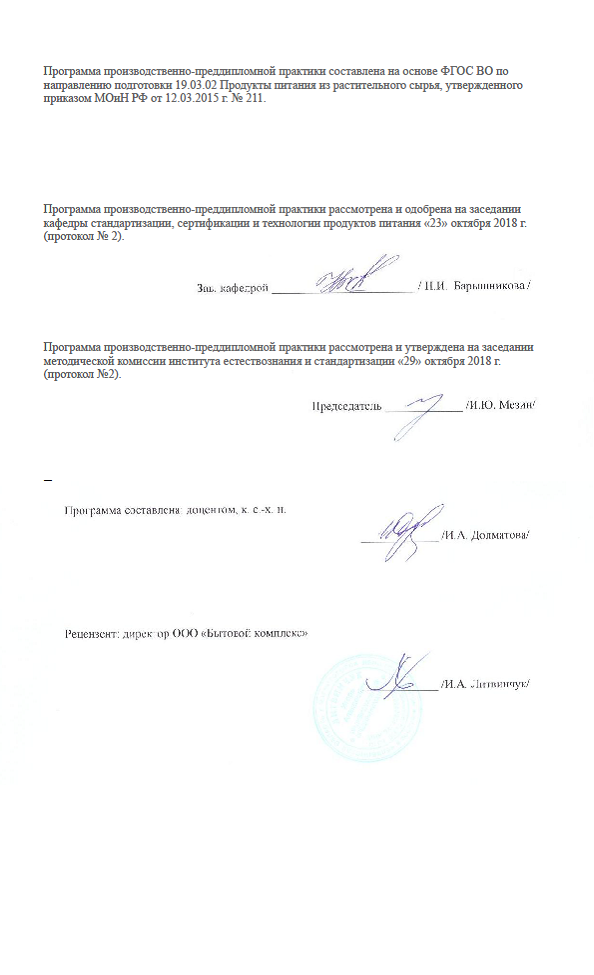 Программа производственно-преддипломной практики составлена на основе ФГОС ВО по
направлению подготовки 19.03.02 Продукты питания из растительного сырья, утвержденного
приказом МОиН РФ от 12.03.2015 г. № 211.
Программа производственно-преддипломной практики рассмотрена и одобрена на заседании
кафедры стандартизации, сертификации и технологии продуктов питания «23» октября 2018 г.
(протокол № 2).
Зав. кафедрой / Н.И. Барышникова /
Программа производственно-преддипломной практики рассмотрена и утверждена на заседании
методической комиссии института естествознания и стандартизации «29» октября 2018 г.
(протокол №2).
Председатель /И.Ю. Мезин/
Программа составлена: доцентом, к. с.-х. н.
/И.А. Долматова/
Рецензент: директор ООО «Бытовой комплекс»
/И.А. Литвинчук/